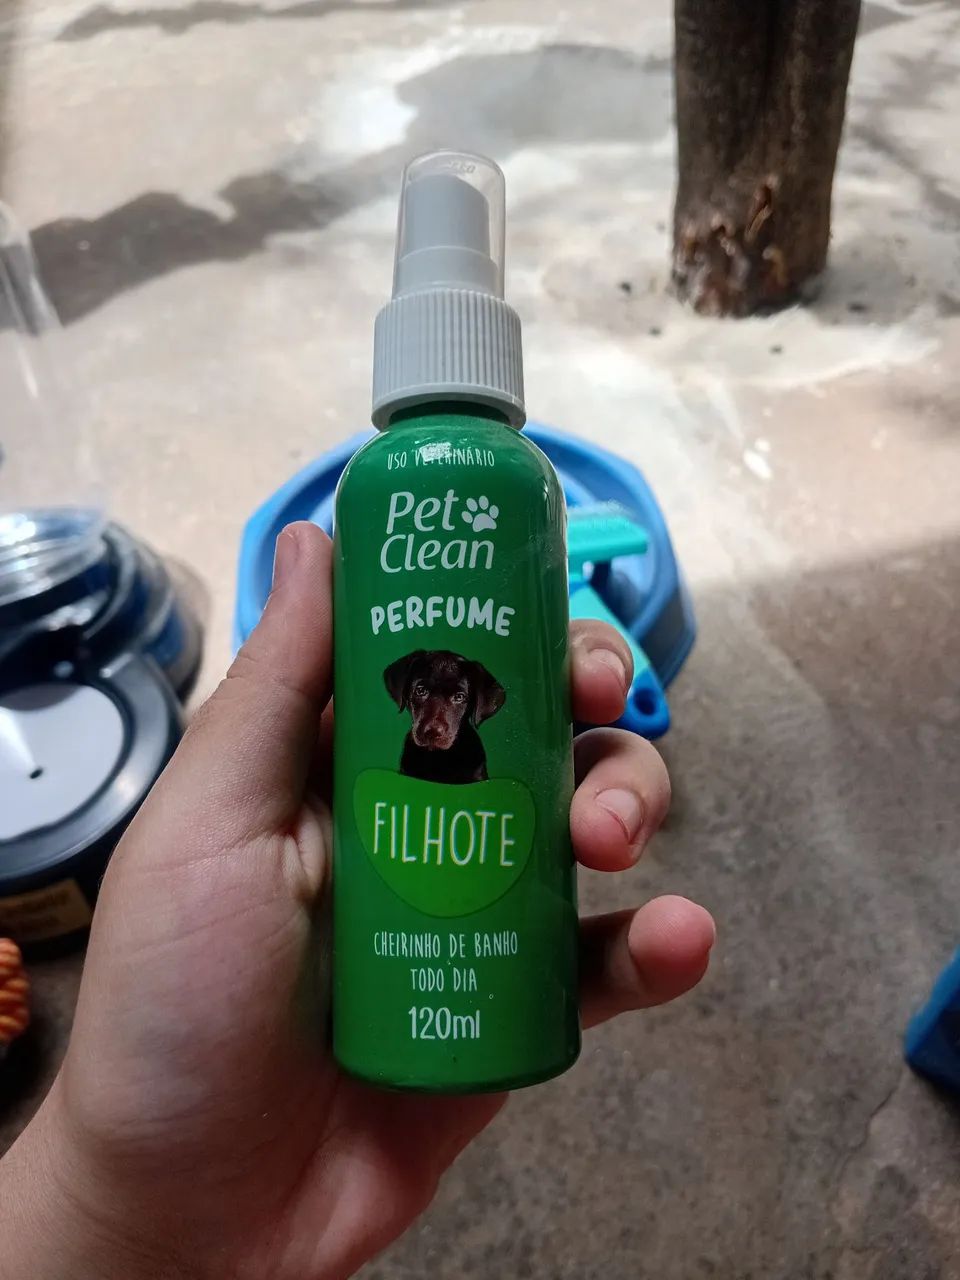 USO VETERINÁRIO
Pet
Clean
PERFUME
FILHOTE
CHEIRINHO DE BANHO
TODO DIA
120ml